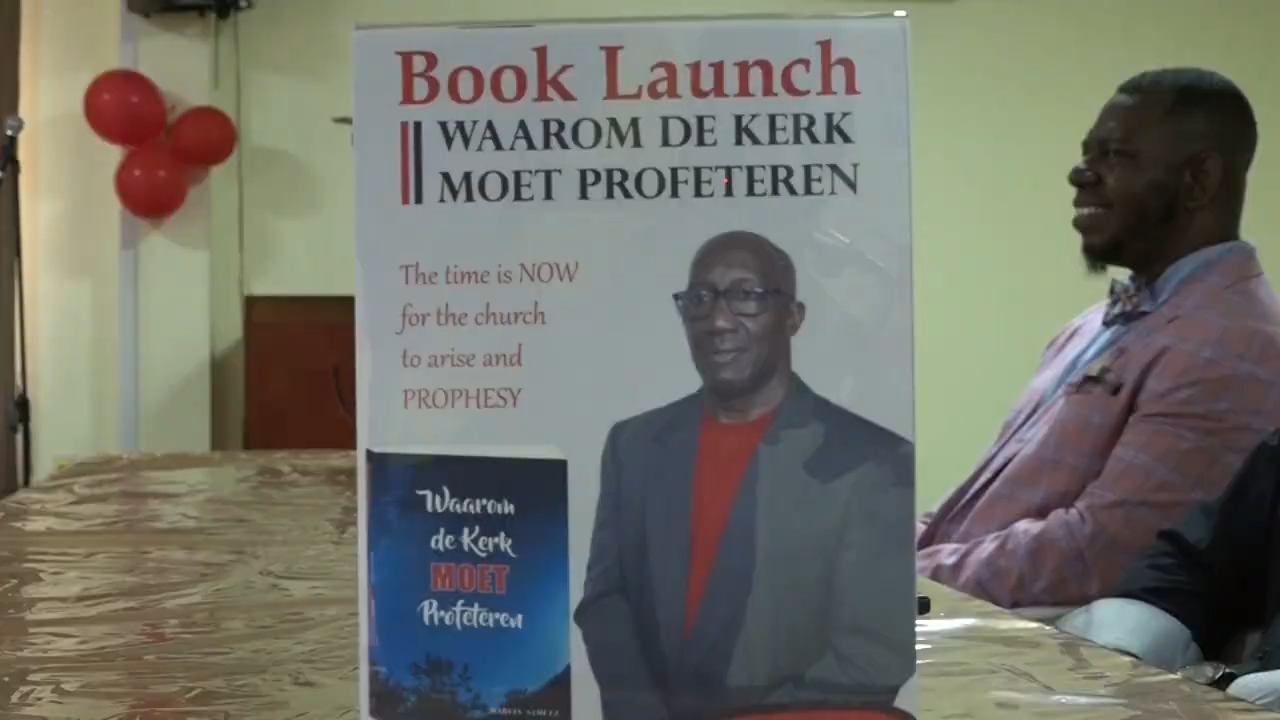 Book Launch
WAAROM DE KERK
MOET PROFETEREN
The time is NOW
for the church
to arise and
PROPHESY
Waarom
de Kerk
MOET
Profeteren